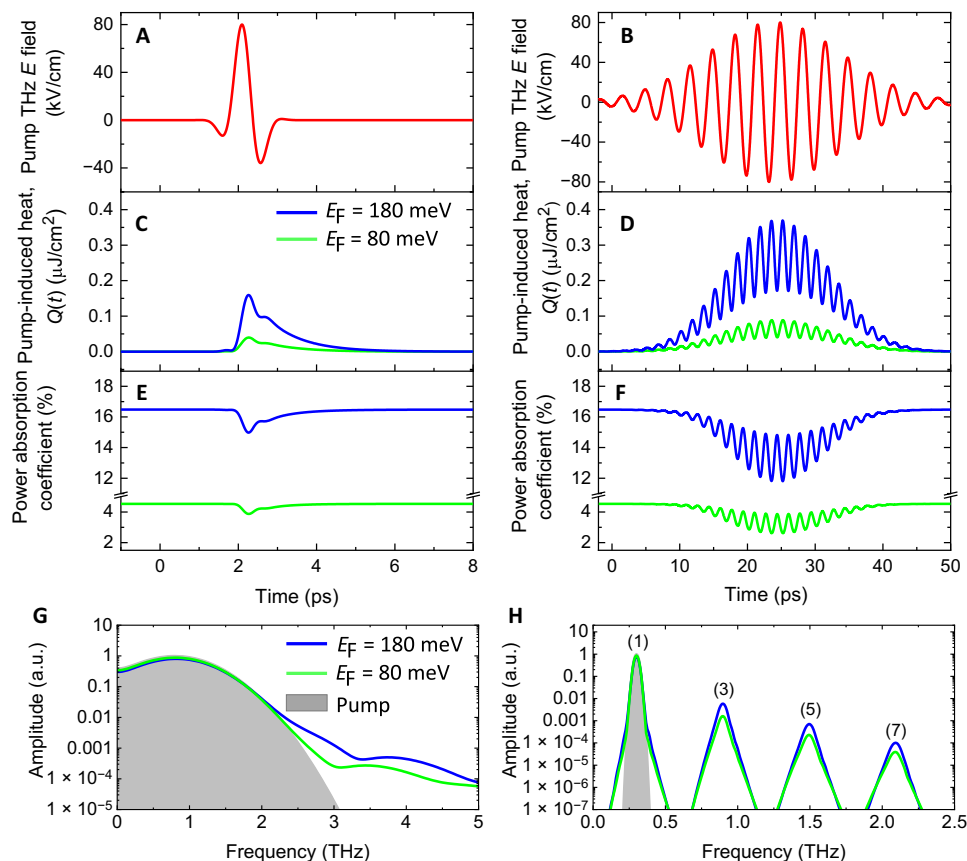 A
B
Pump THz E field
(kV/cm)
80
40
0
−40
Pump THz E field
(kV/cm)
80
40
0
−40
−80
C
D
EF = 180 meV
EF = 80 meV
Pump-induced heat,
Q(t) (μJ/cm2)
0.4
0.3
0.2
0.1
0.0
Pump-induced heat,
Q(t) (μJ/cm2)
0.4
0.3
0.2
0.1
0.0
E
F
Power absorption
coefficient (%)
18
16
14
12
4
2
Power absorption
coefficient (%)
18
16
14
12
4
2
0 2 4 6 8
Time (ps)
0 10 20 30 40 50
Time (ps)
G
H
EF = 180 meV
EF = 80 meV
Pump
Amplitude (a.u.)
1
0.1
0.01
0.001
1 × 10−4
1 × 10−5
0 1 2 3 4 5
Frequency (THz)
(1)
(3)
(5)
(7)
Amplitude (a.u.)
1
0.1
0.01
0.001
1 × 10−4
1 × 10−5
1 × 10−6
1 × 10−7
0.0 0.5 1.0 1.5 2.0 2.5
Frequency (THz)